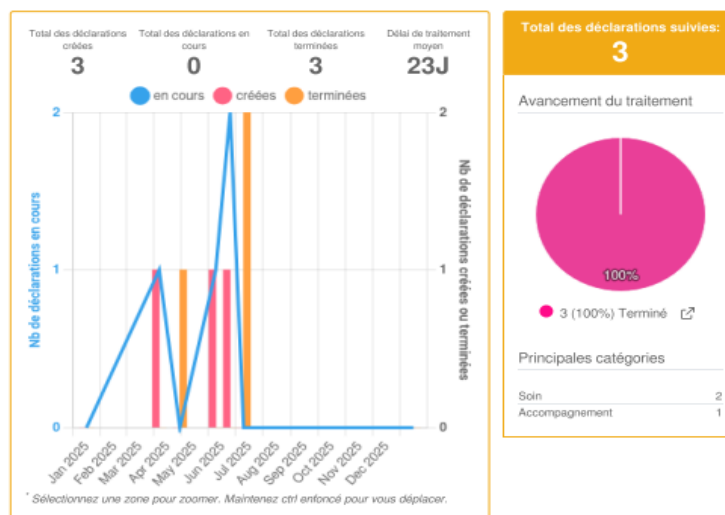 Total des déclarations créées
3
Total des déclarations en cours
0
Total des déclarations terminées
3
Délai de traitement moyen
23J
en cours
créées
terminées
Nb de déclarations en cours
2
1
0
2
1
0
Nb de déclarations créées ou terminées
Jan 2025
Feb 2025
Mar 2025
Apr 2025
May 2025
Jun 2025
Jul 2025
Aug 2025
Sep 2025
Oct 2025
Nov 2025
Dec 2025
* Sélectionnez une zone pour zoomer. Maintenez ctrl enfoncé pour vous déplacer.
Total des déclarations suivies:
3
Avancement du traitement
100%
3 (100%) Terminé
Principales catégories
Soin 2
Accompagnement 1